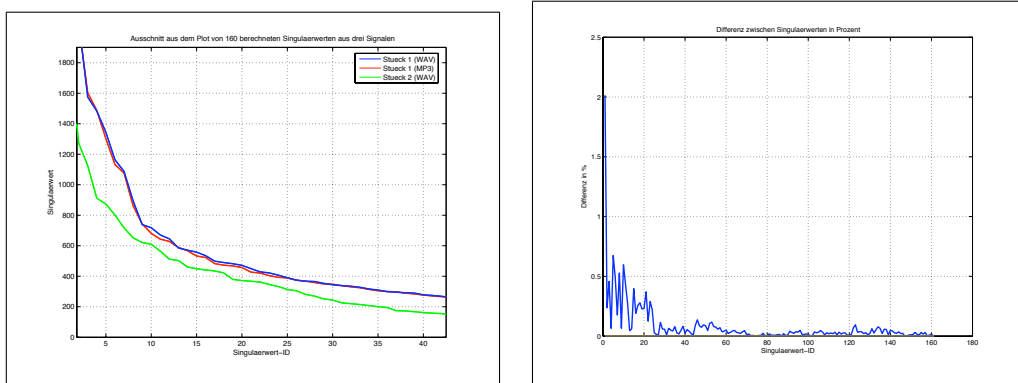 Ausschnitt aus dem Plot von 160 berechneten Singulaerwerten aus drei Signalen
Stueck 1 (WAV)
Stueck 1 (MP3)
Stueck 2 (WAV)
Singulaerwert
1800
1600
1400
1200
1000
800
600
400
200
0
5 10 15 20 25 30 35 40
Singulaerwert-ID
Differenz zwischen Singulaerwerten in Prozent
Differenz in %
2.5
2
1.5
1
0.5
0
0 20 40 60 80 100 120 140 160 180
Singulaerwert-ID